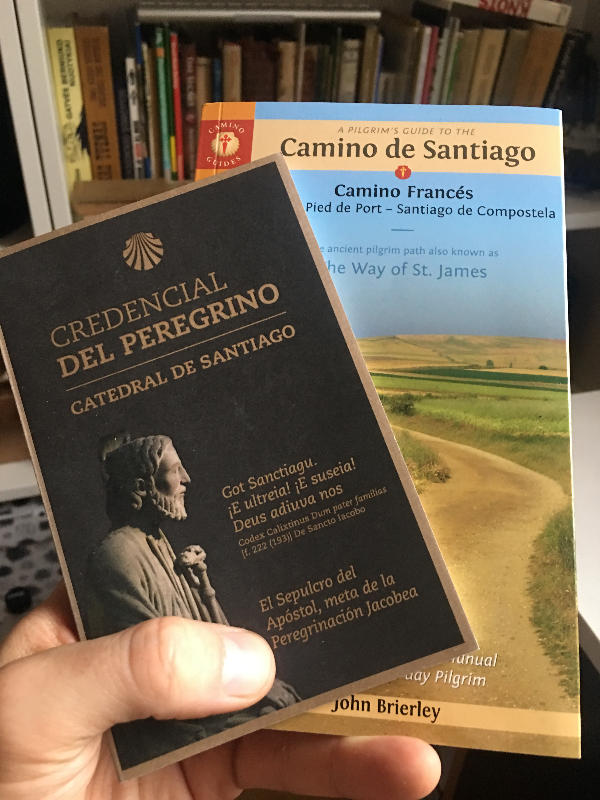 CREDENCIAL
DEL PEREGRINO
CATEDRAL DE SANTIAGO
Got Sanctiagu.
¡E ultreia! ¡E suseia!
Deus adiuva nos
Codex Calixtinus Dum pater familias
[f. 222 (193)] De Sancto Iacobo
El Sepulcro del
Apóstol, meta de la
Peregrinación Jacobea
CAMINO
GUIDES
A PILGRIM'S GUIDE TO THE
Camino de Santiago
Camino Francés
Pied de Port – Santiago de Compostela
ancient pilgrim path also known as
The Way of St. James
Pilgrim
John Brierley